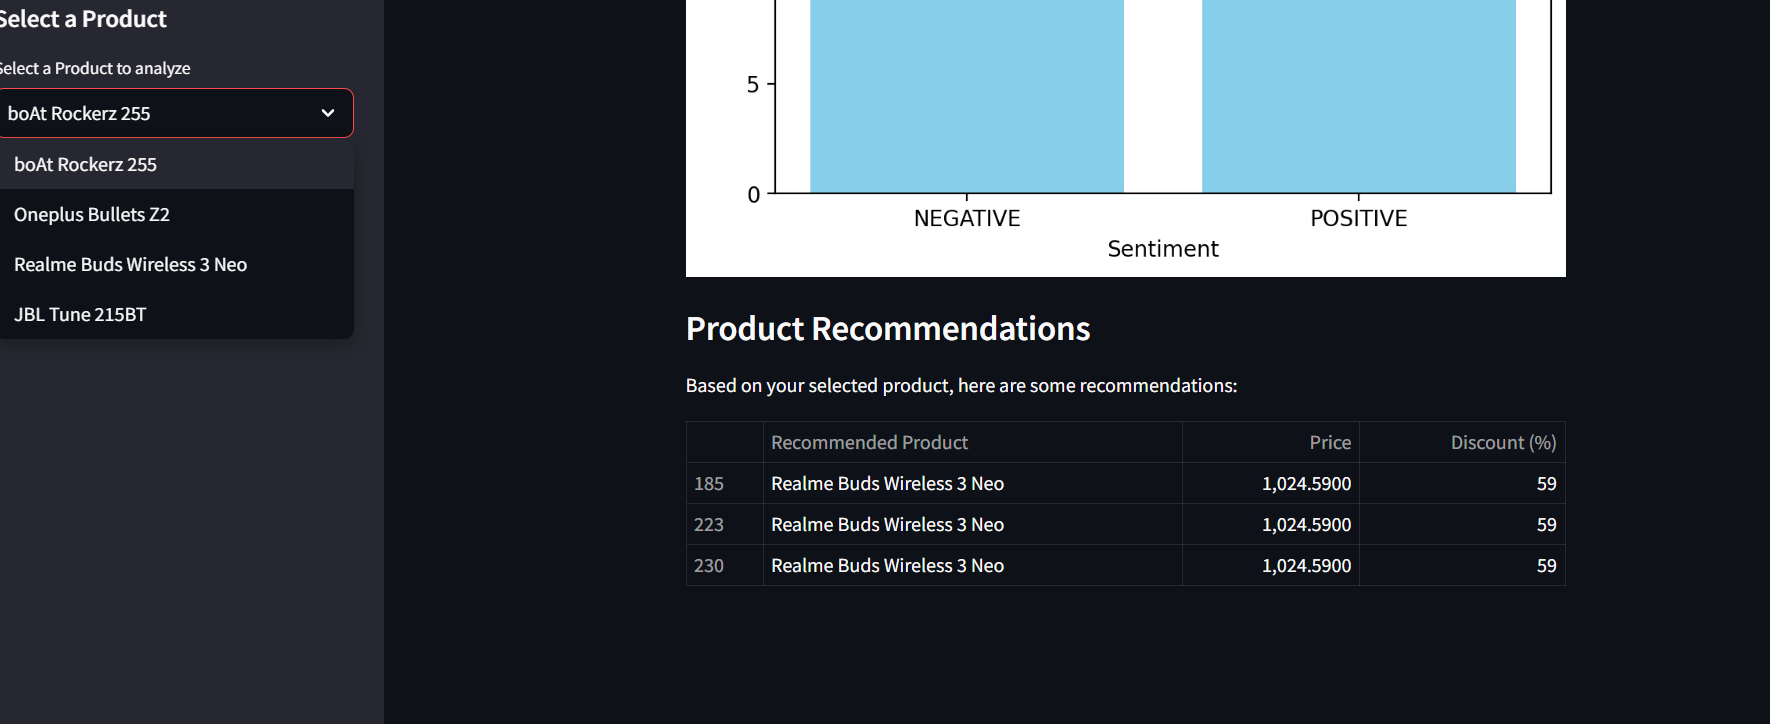 Select a Product
Select a Product to analyze
boAt Rockerz 255
boAt Rockerz 255
Oneplus Bullets Z2
Realme Buds Wireless 3 Neo
JBL Tune 215BT
5
0
NEGATIVE POSITIVE
Sentiment
Product Recommendations
Based on your selected product, here are some recommendations:
Recommended Product Price Discount (%)
185 Realme Buds Wireless 3 Neo 1,024.5900 59
223 Realme Buds Wireless 3 Neo 1,024.5900 59
230 Realme Buds Wireless 3 Neo 1,024.5900 59